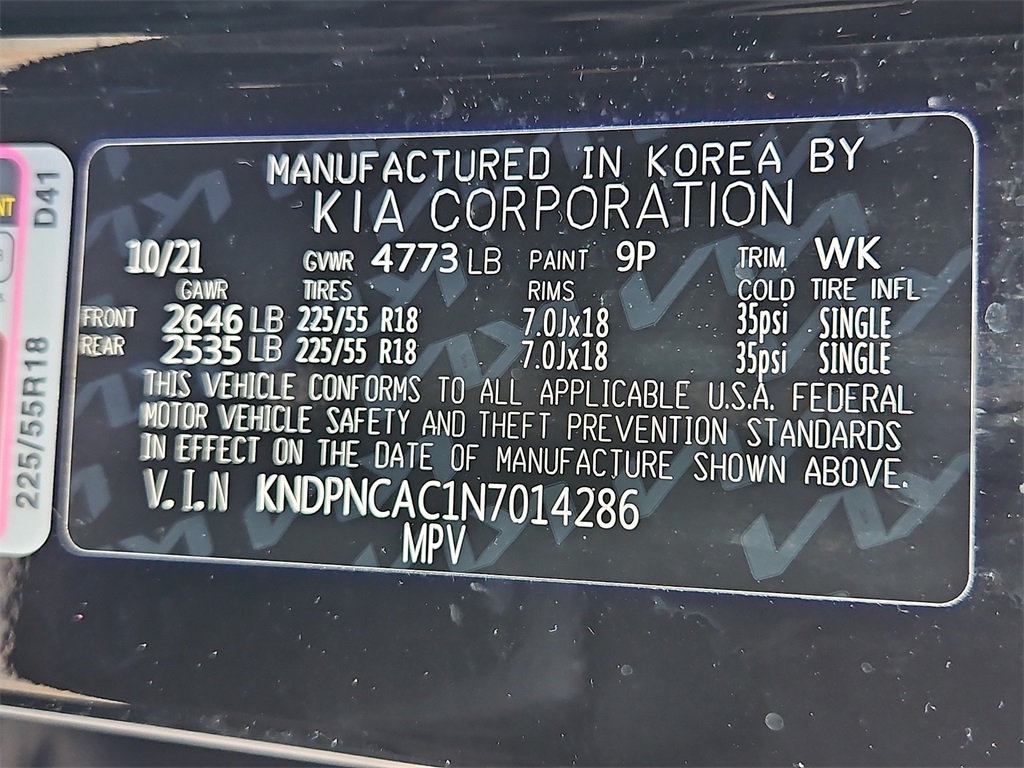 MANUFACTURED IN KOREA BY
KIA CORPORATION
10/21 GVWR 4773 LB PAINT 9P TRIM WK
GAWR TIRES RIMS COLD TIRE INFL
FRONT 2646 LB 225/55 R18 7.0Jx18 35psi SINGLE
REAR 2535 LB 225/55 R18 7.0Jx18 35psi SINGLE
THIS VEHICLE CONFORMS TO ALL APPLICABLE U.S.A. FEDERAL
MOTOR VEHICLE SAFETY AND THEFT PREVENTION STANDARDS
IN EFFECT ON THE DATE OF MANUFACTURE SHOWN ABOVE.
V.I.N KNDPNCAC1N7014286
MPV
225/55R18 D41